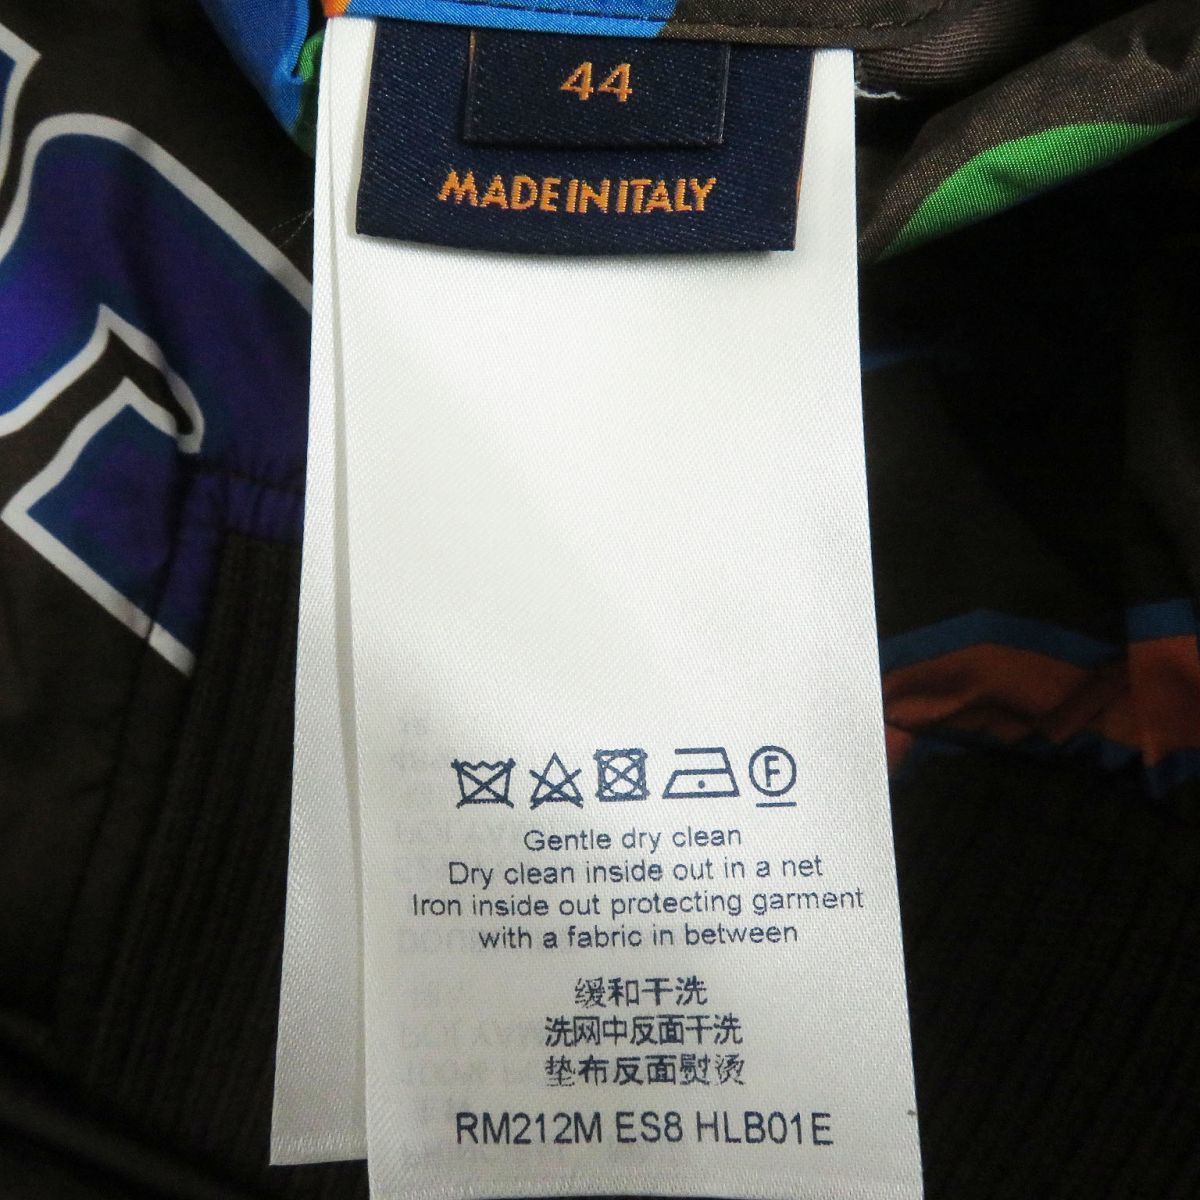 44
MADE IN ITALY
F
Gentle dry clean
Dry clean inside out in a net
Iron inside out protecting garment
with a fabric in between
缓和干洗
洗网中反面干洗
垫布反面熨烫
RM212M ES8 HLB01E